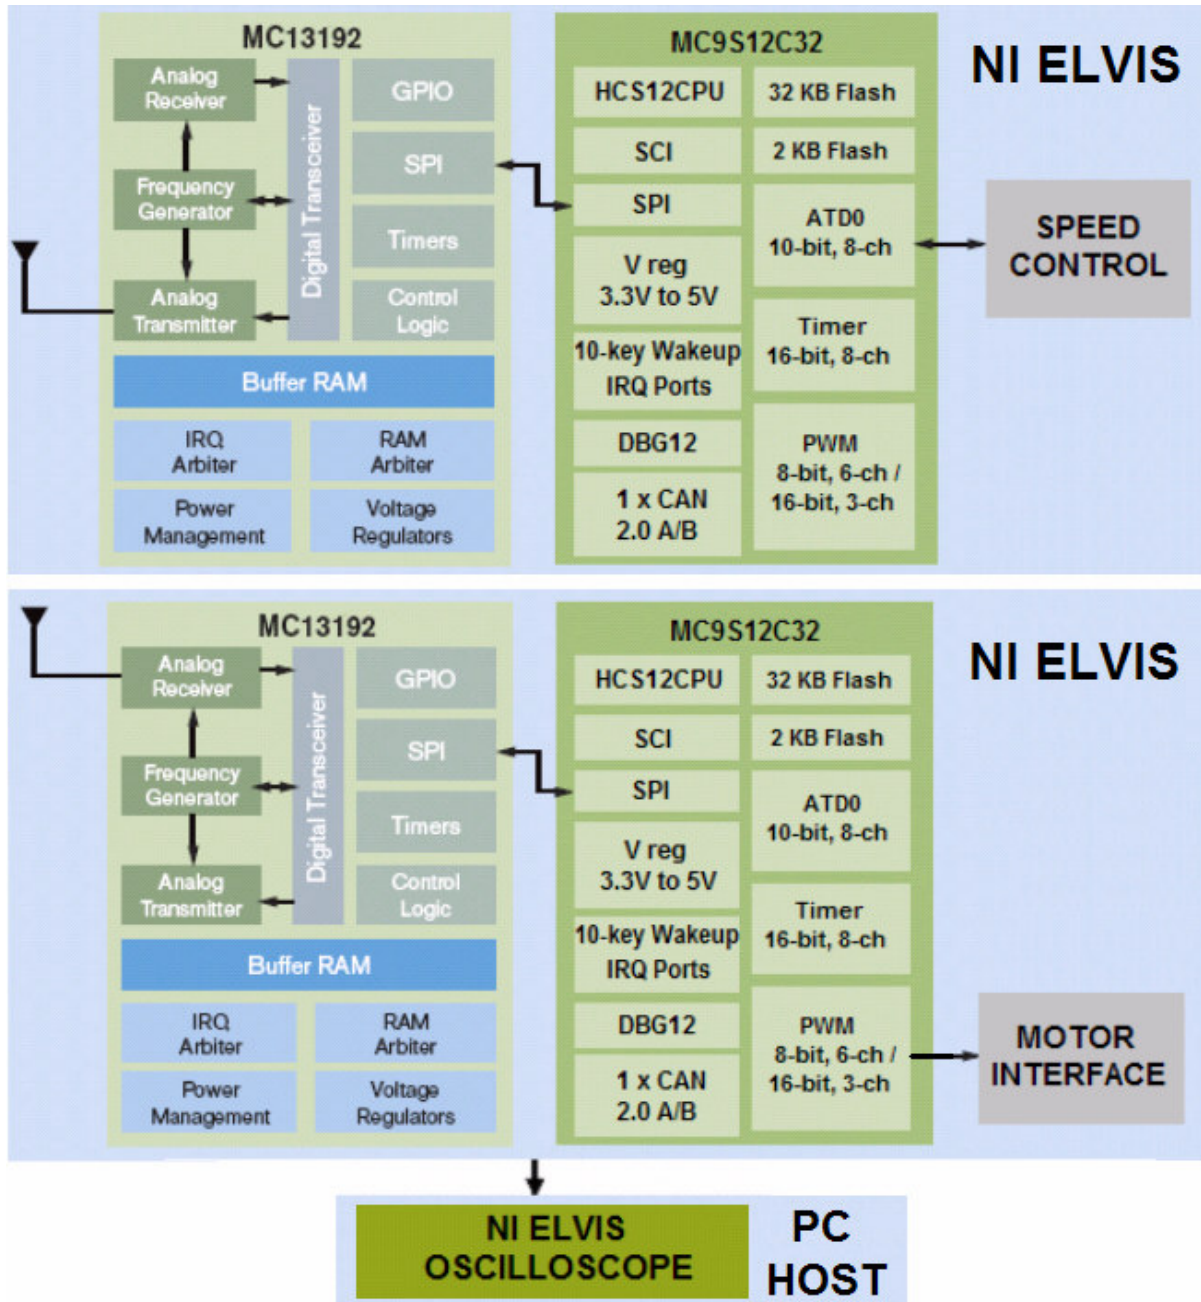 MC13192
Analog
Receiver
Frequency
Generator
Analog
Transmitter
Digital Transceiver
GPIO
SPI
Timers
Control
Logic
Buffer RAM
IRQ
Arbiter
RAM
Arbiter
Power
Management
Voltage
Regulators
MC9S12C32
HCS12CPU
SCI
SPI
V reg
3.3V to 5V
10-key Wakeup
IRQ Ports
DBG12
1 x CAN
2.0 A/B
32 KB Flash
2 KB Flash
ATD0
10-bit, 8-ch
Timer
16-bit, 8-ch
PWM
8-bit, 6-ch /
16-bit, 3-ch
NI ELVIS
SPEED
CONTROL
MC13192
Analog
Receiver
Frequency
Generator
Analog
Transmitter
Digital Transceiver
GPIO
SPI
Timers
Control
Logic
Buffer RAM
IRQ
Arbiter
RAM
Arbiter
Power
Management
Voltage
Regulators
MC9S12C32
HCS12CPU
SCI
SPI
V reg
3.3V to 5V
10-key Wakeup
IRQ Ports
DBG12
1 x CAN
2.0 A/B
32 KB Flash
2 KB Flash
ATD0
10-bit, 8-ch
Timer
16-bit, 8-ch
PWM
8-bit, 6-ch /
16-bit, 3-ch
NI ELVIS
MOTOR
INTERFACE
NI ELVIS
OSCILLOSCOPE
PC
HOST